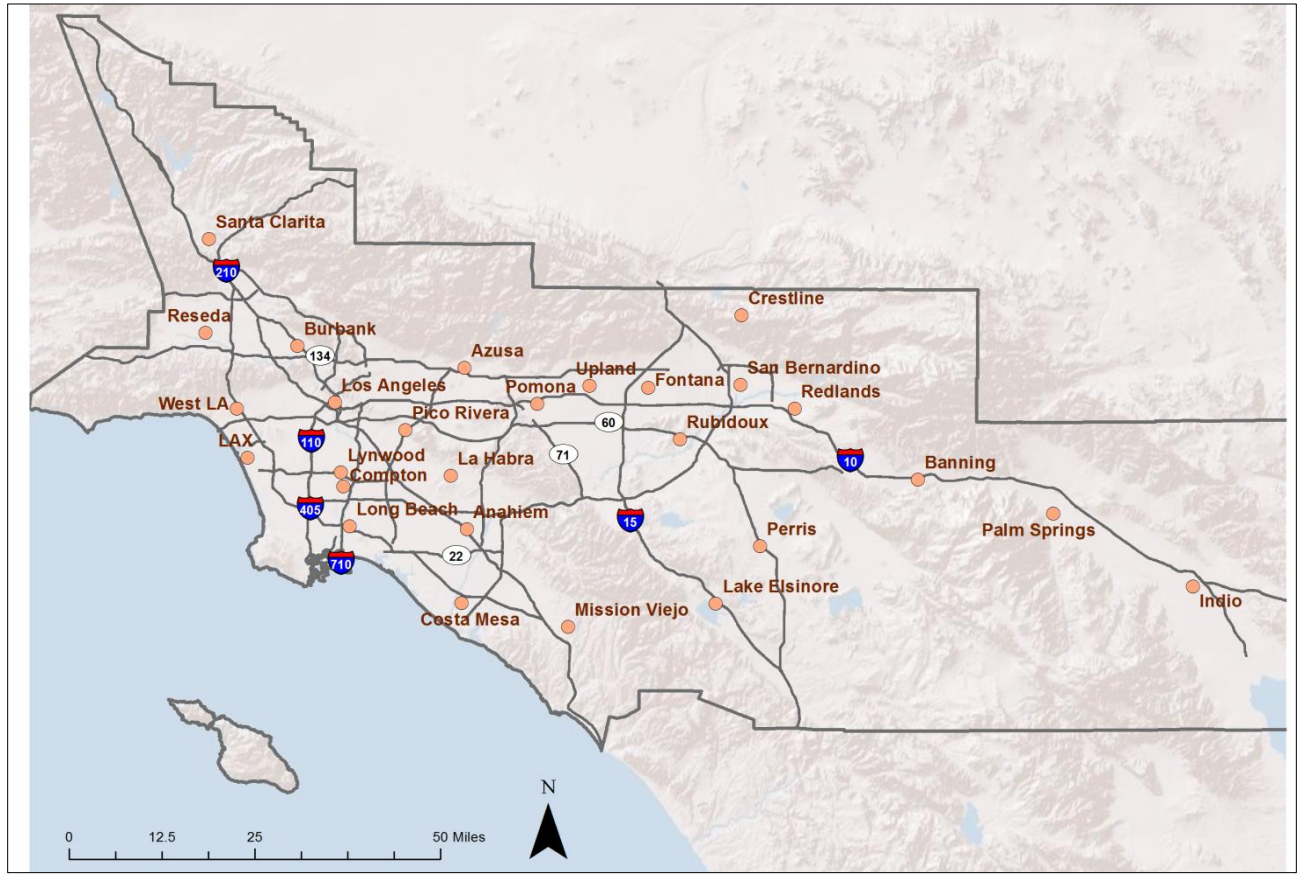 Santa Clarita
210
Crestline
Reseda
Burbank
134
Azusa
Upland
San Bernardino
Los Angeles
Pomona
Fontana
Redlands
West LA
Pico Rivera
60
Rubidoux
LAX
110
Lynwood
La Habra
71
10
Banning
Compton
405
Long Beach
Anahiem
15
Perris
Palm Springs
710
22
Lake Elsinore
Indio
Costa Mesa
Mission Viejo
N
0 12.5 25 50 Miles